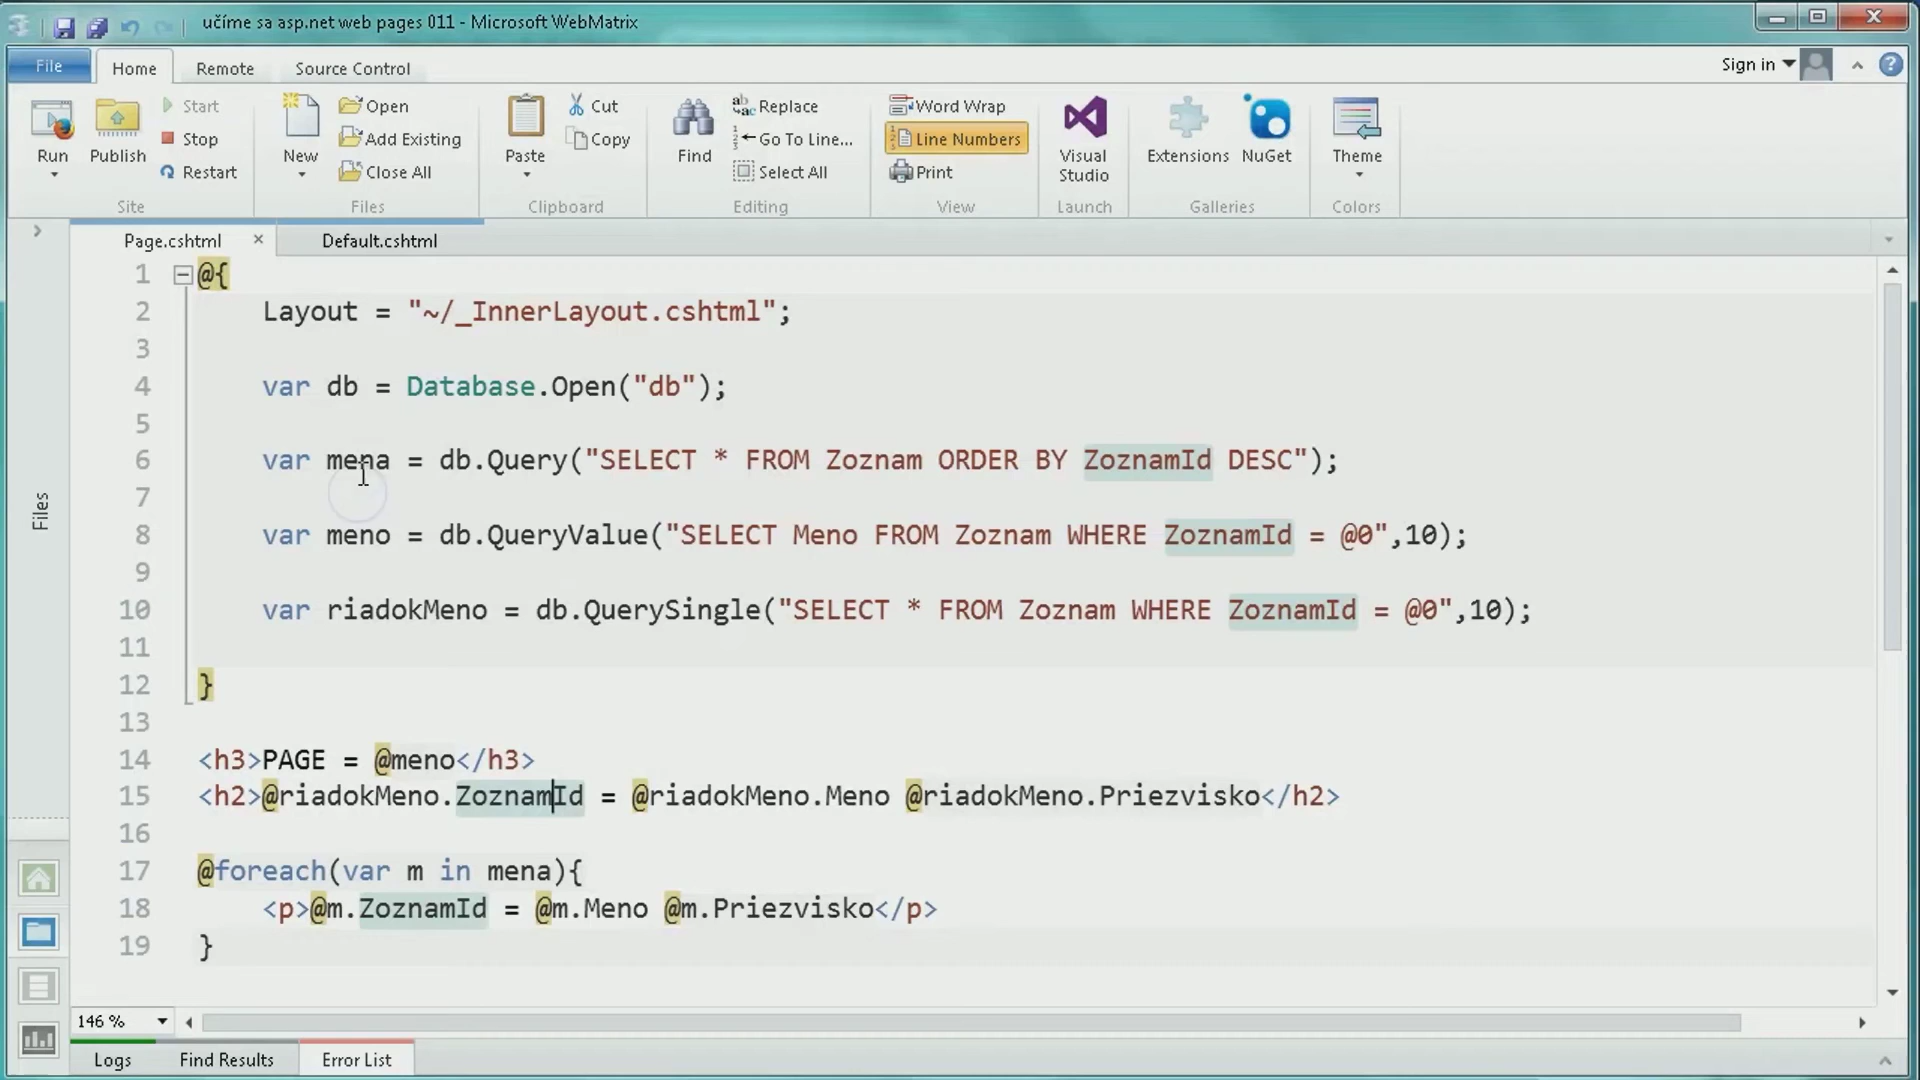 učíme sa asp.net web pages 011 - Microsoft WebMatrix
File Home Remote Source Control Sign in
Run Publish Start Stop Restart Site
New Open Add Existing Close All Files
Paste Cut Copy Clipboard
Find Replace Go To Line... Select All Editing
Word Wrap Line Numbers Print View
Visual Studio Launch
Extensions NuGet Galleries
Theme Colors
Page.cshtml Default.cshtml
Files
1 @{
2 Layout = "~/_InnerLayout.cshtml";
3
4 var db = Database.Open("db");
5
6 var mena = db.Query("SELECT * FROM Zoznam ORDER BY ZoznamId DESC");
7
8 var meno = db.QueryValue("SELECT Meno FROM Zoznam WHERE ZoznamId = @0",10);
9
10 var riadokMeno = db.QuerySingle("SELECT * FROM Zoznam WHERE ZoznamId = @0",10);
11
12 }
13
14 <h3>PAGE = @meno</h3>
15 <h2>@riadokMeno.ZoznamId = @riadokMeno.Meno @riadokMeno.Priezvisko</h2>
16
17 @foreach(var m in mena){
18 <p>@m.ZoznamId = @m.Meno @m.Priezvisko</p>
19 }
146 %
Logs Find Results Error List